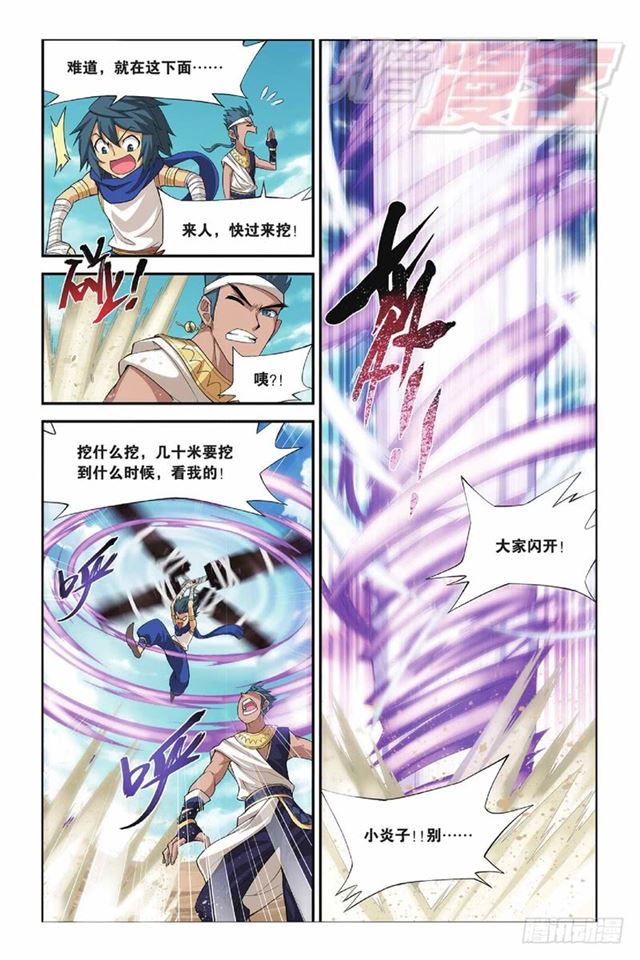 难道，就在这下面……
来人，快过来挖！
碰！
咦?！
挖什么挖，几十米要挖
到什么时候，看我的！
呼
呼
漫客
大家闪开！
小炎子！！别……
腾讯动漫